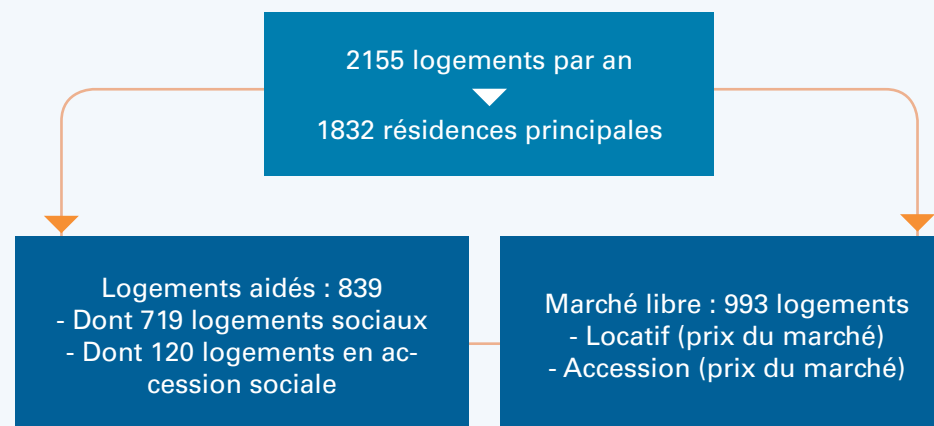 2155 logements par an
1832 résidences principales
Logements aidés : 839
- Dont 719 logements sociaux
- Dont 120 logements en ac-
cession sociale
Marché libre : 993 logements
- Locatif (prix du marché)
- Accession (prix du marché)